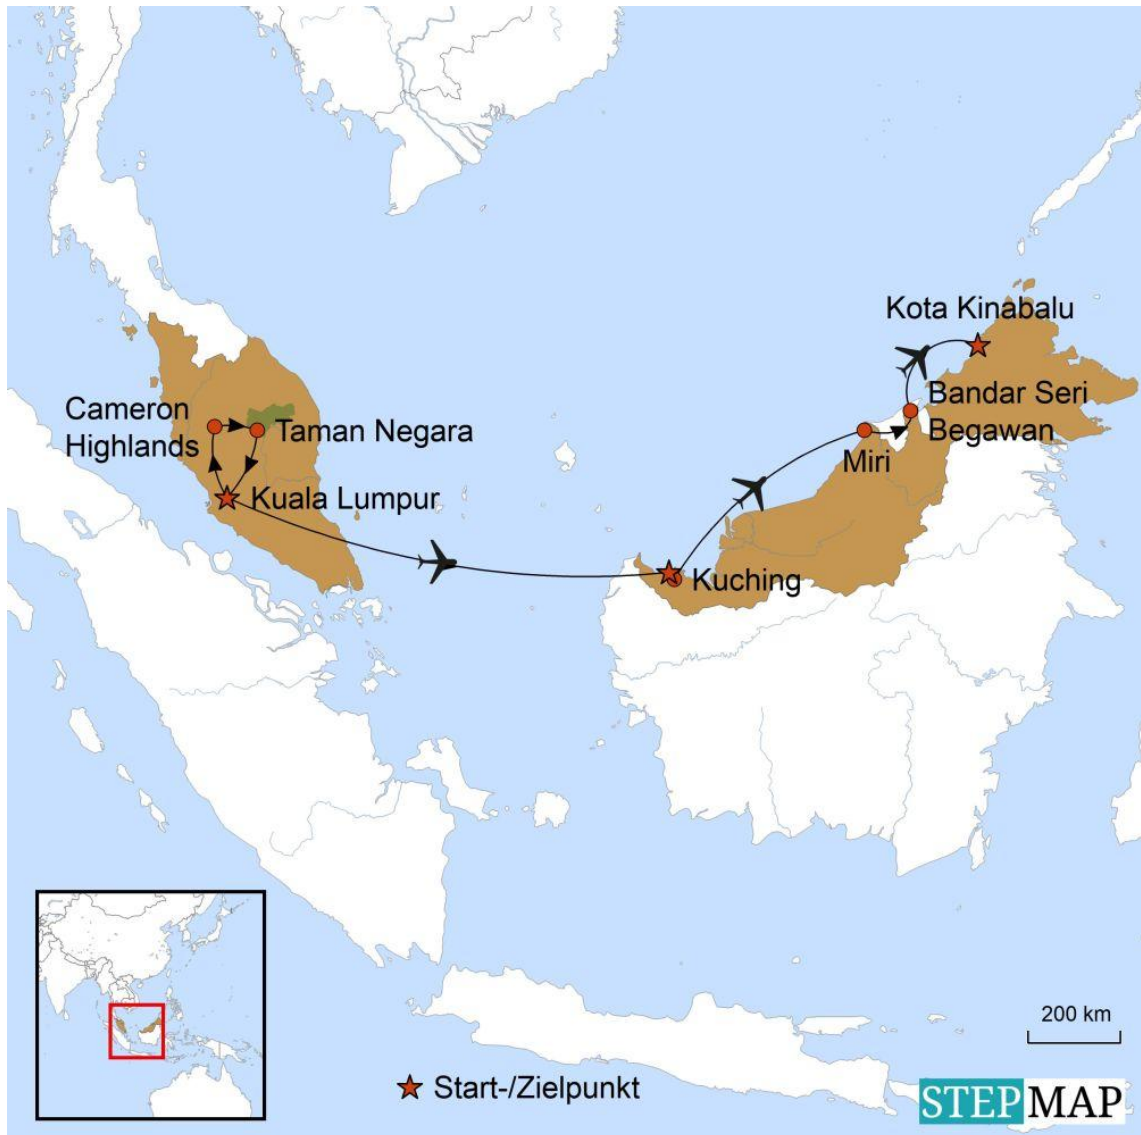 Kota Kinabalu
Bandar Seri
Begawan
Miri
Cameron
Highlands
Taman Negara
Kuala Lumpur
Kuching
200 km
Start-/Zielpunkt
STEPMAP